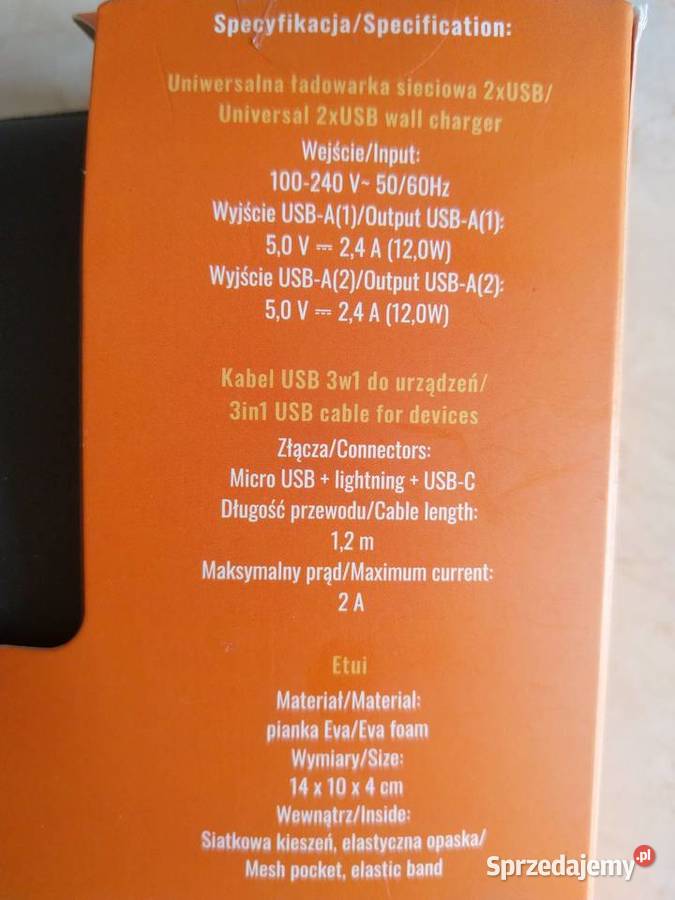 Specyfikacja/Specification:
Uniwersalna ładowarka sieciowa 2xUSB/
Universal 2xUSB wall charger
Wejście/Input:
100-240 V~ 50/60Hz
Wyjście USB-A(1)/Output USB-A(1):
5,0 V ⎓ 2,4 A (12,0W)
Wyjście USB-A(2)/Output USB-A(2):
5,0 V ⎓ 2,4 A (12,0W)
Kabel USB 3w1 do urządzeń/
3in1 USB cable for devices
Złącza/Connectors:
Micro USB + lightning + USB-C
Długość przewodu/Cable length:
1,2 m
Maksymalny prąd/Maximum current:
2 A
Etui
Materiał/Material:
pianka Eva/Eva foam
Wymiary/Size:
14 x 10 x 4 cm
Wewnątrz/Inside:
Siatkowa kieszeń, elastyczna opaska/
Mesh pocket, elastic band
Sprzedajemy.pl